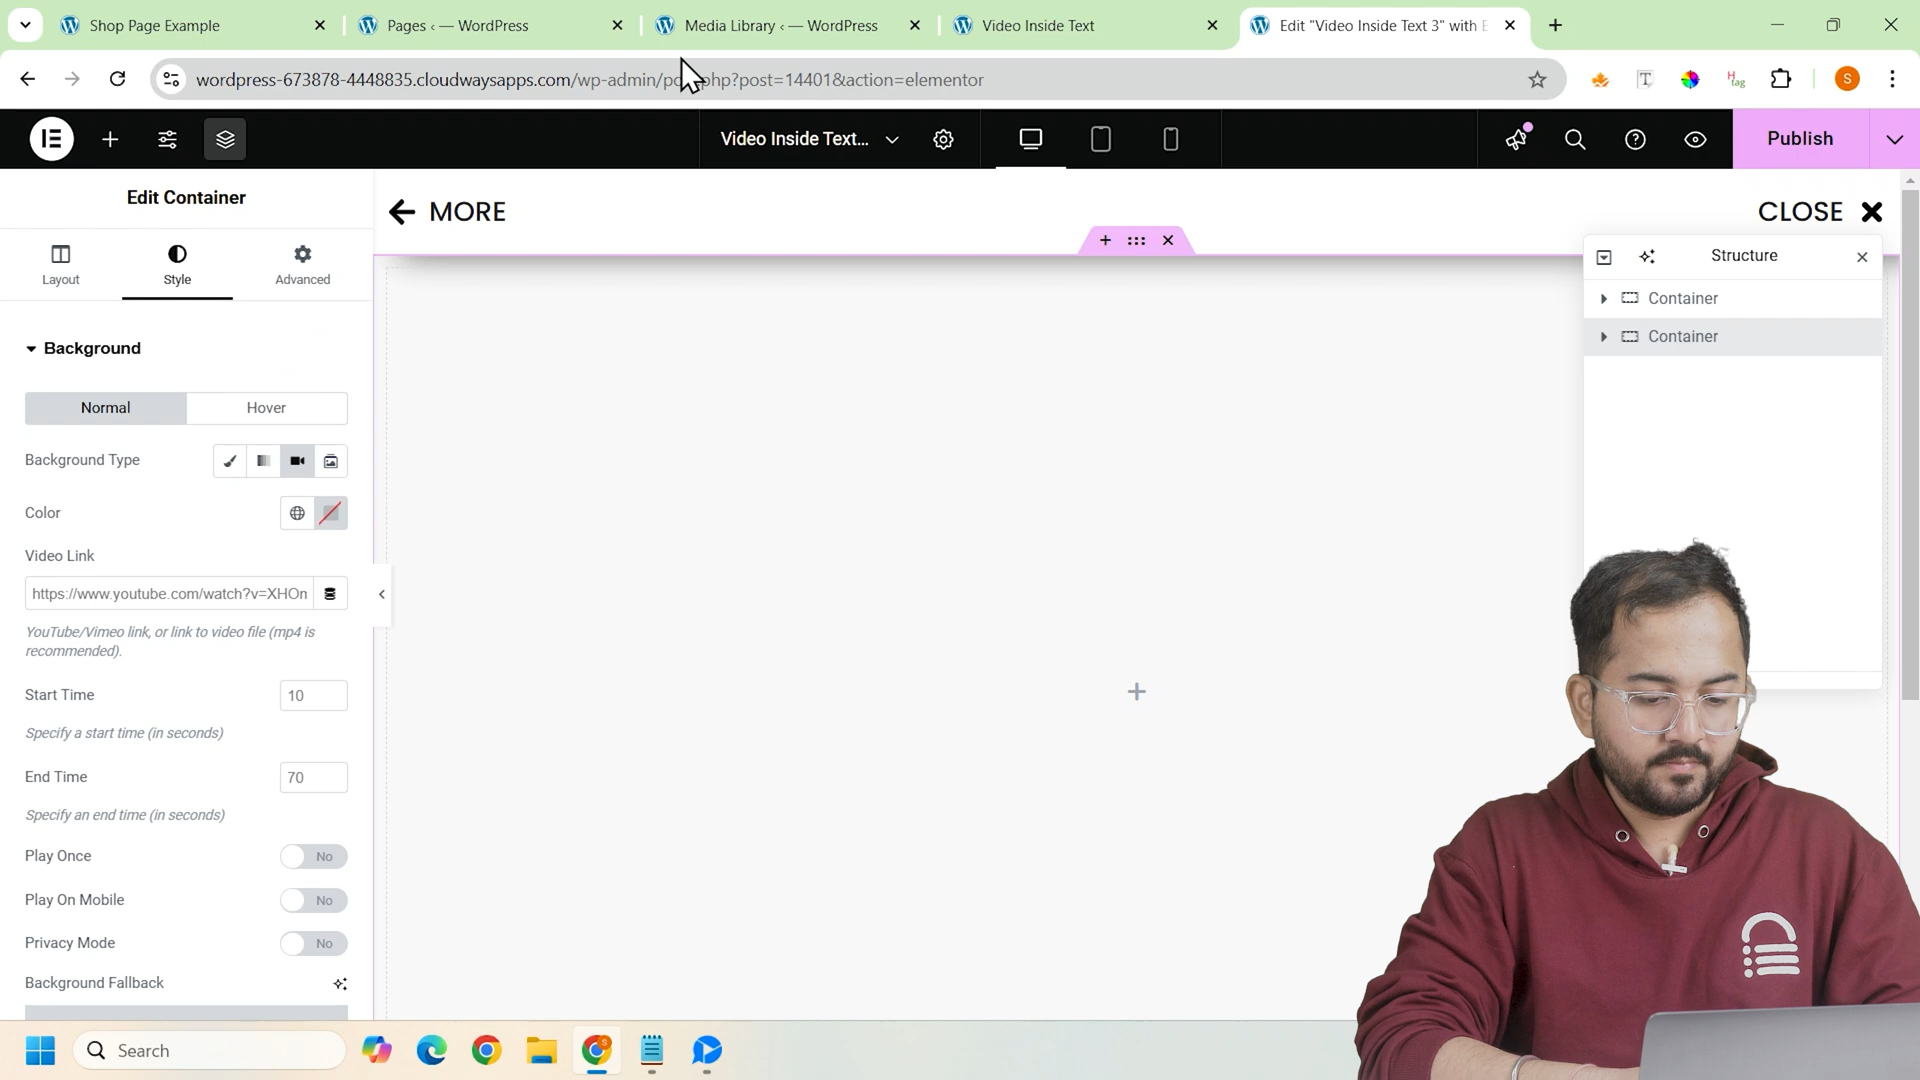 Shop Page Example
Pages ‹ — WordPress
Media Library ‹ — WordPress
Video Inside Text
Edit "Video Inside Text 3" with E
wordpress-673878-4448835.cloudwaysapps.com/wp-admin/po php?post=14401&action=elementor
H
tag
S
Video Inside Text...
Publish
Edit Container
Layout
Style
Advanced
MORE
CLOSE
Structure
Container
Container
Background
Normal
Hover
Background Type
Color
Video Link
https://www.youtube.com/watch?v=XHOn
YouTube/Vimeo link, or link to video file (mp4 is
recommended).
Start Time
10
Specify a start time (in seconds)
End Time
70
Specify an end time (in seconds)
Play Once
No
Play On Mobile
No
Privacy Mode
No
Background Fallback
Search